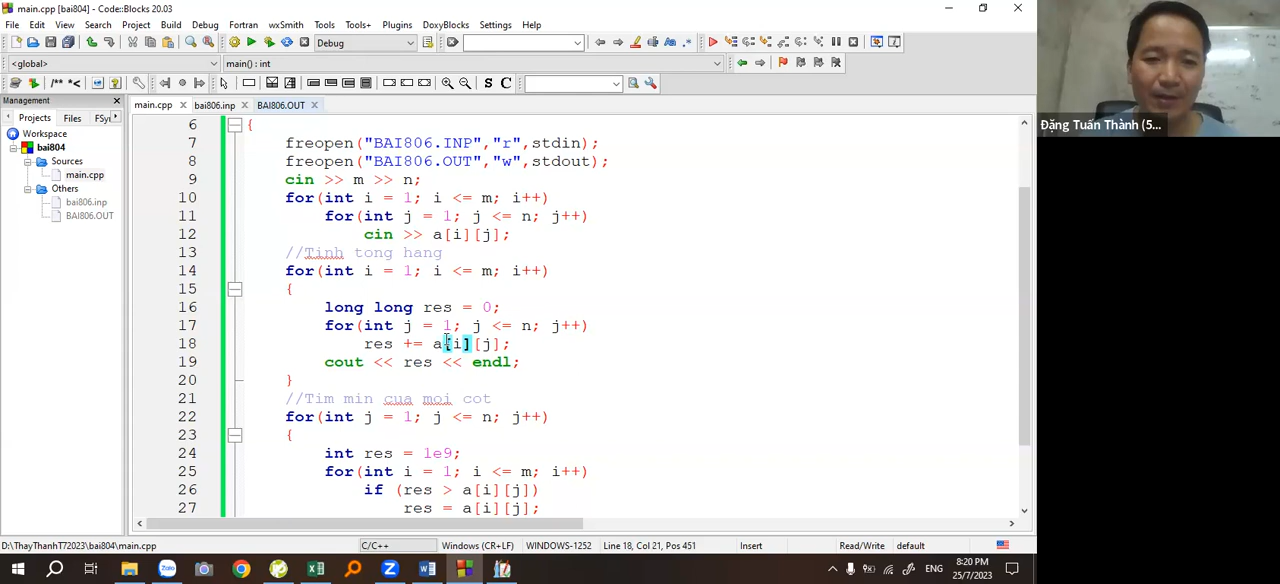 main.cpp [bai804] - Code::Blocks 20.03
File Edit View Search Project Build Debug Fortran wxSmith Tools Tools+ Plugins DoxyBlocks Settings Help
Debug
<global> main() : int
/** *< S C
Management
Projects Files FSy
Workspace
bai804
Sources
main.cpp
Others
bai806.inp
BAI806.OUT
main.cpp bai806.inp BAI806.OUT
6 {
7 freopen("BAI806.INP","r",stdin);
8 freopen("BAI806.OUT","w",stdout);
9 cin >> m >> n;
10 for(int i = 1; i <= m; i++)
11 for(int j = 1; j <= n; j++)
12 cin >> a[i][j];
13 //Tinh tong hang
14 for(int i = 1; i <= m; i++)
15 {
16 long long res = 0;
17 for(int j = 1; j <= n; j++)
18 res += a[i][j];
19 cout << res << endl;
20 }
21 //Tim min cua moi cot
22 for(int j = 1; j <= n; j++)
23 {
24 int res = 1e9;
25 for(int i = 1; i <= m; i++)
26 if (res > a[i][j])
27 res = a[i][j];
D:\ThayThanhT72023\bai804\main.cpp C/C++ Windows (CR+LF) WINDOWS-1252 Line 18, Col 21, Pos 451 Insert Read/Write default
ENG 8:20 PM
25/7/2023
Đặng Tuấn Thành (5...